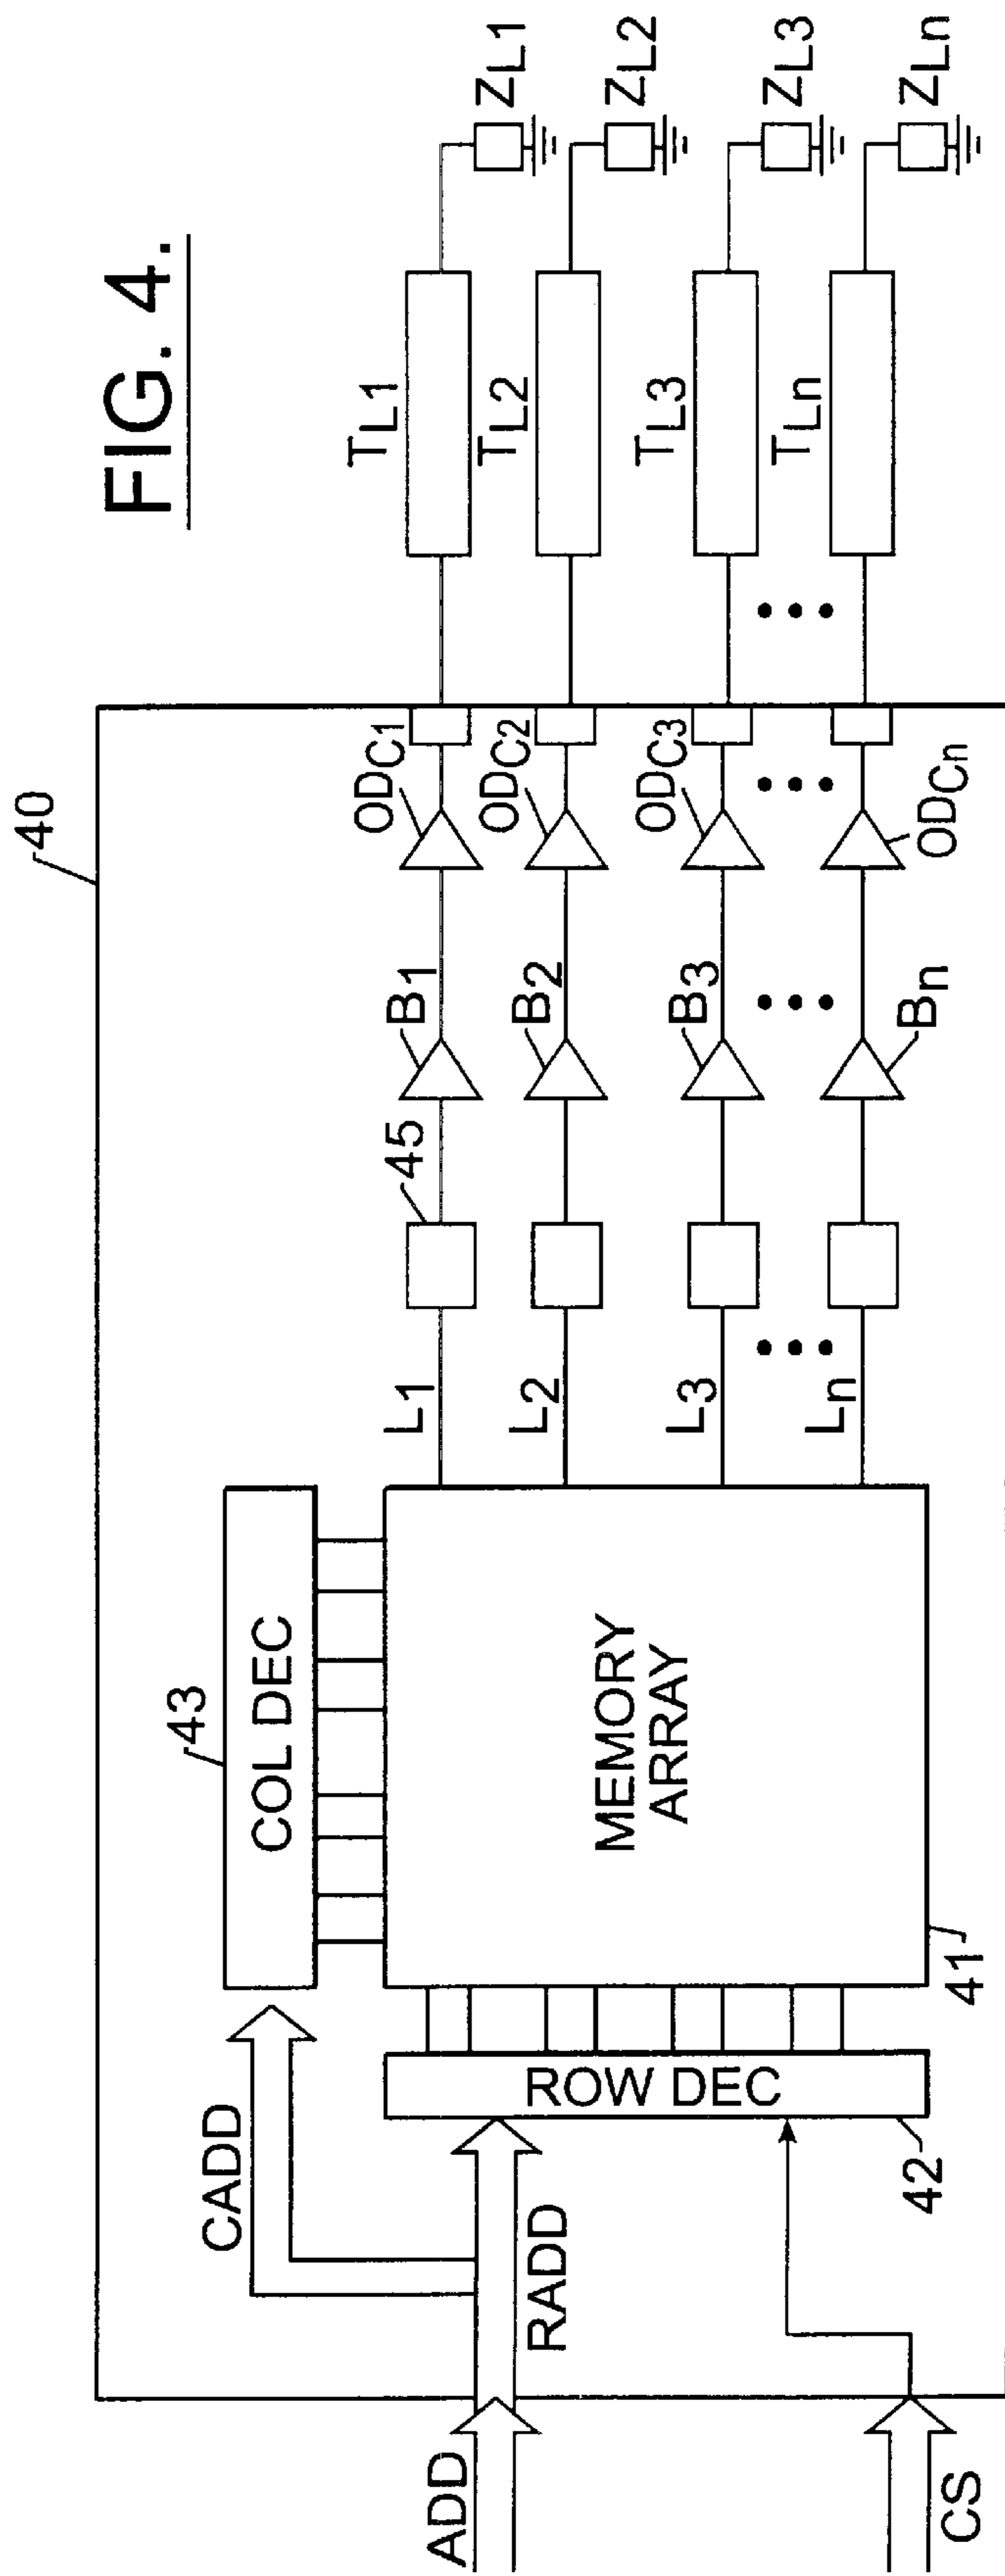 FIG. 4.
40
43
COL DEC
CADD
ADD
RADD
ROW DEC
42
CS
MEMORY
ARRAY
41
L1
L2
L3
Ln
45
B1
B2
B3
Bn
ODC1
ODC2
ODC3
ODCn
TL1
TL2
TL3
TLn
ZL1
ZL2
ZL3
ZLn